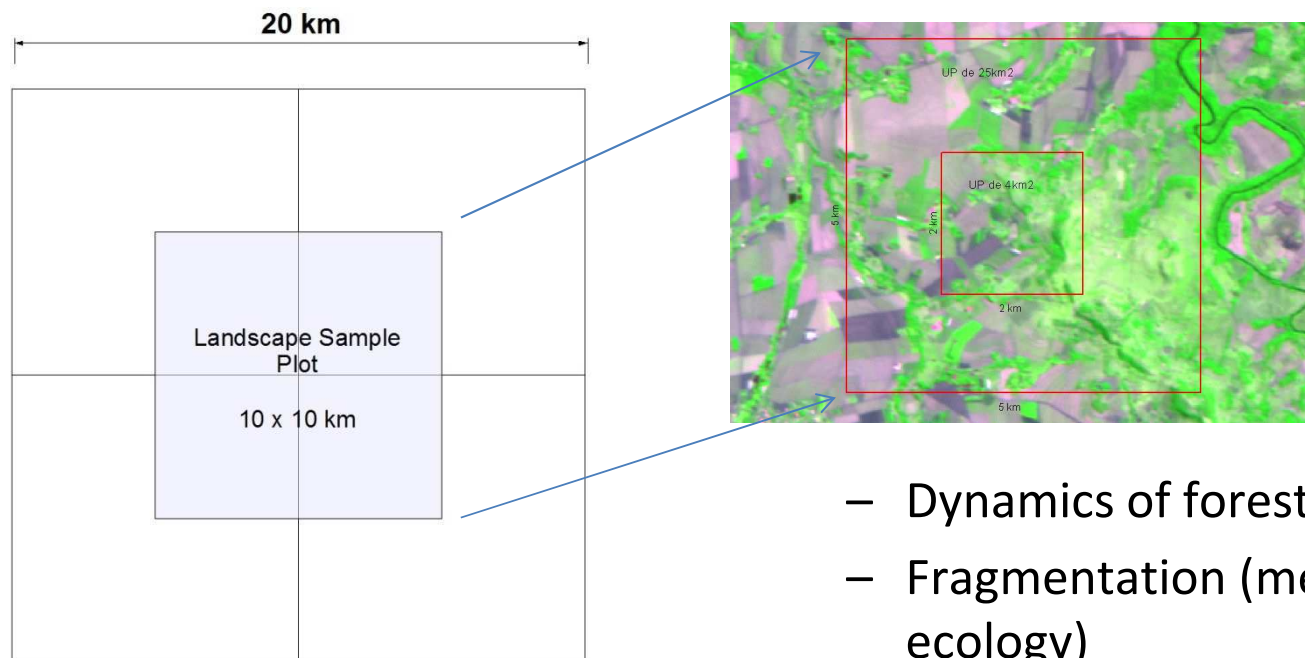 20 km
Landscape Sample
Plot
10 x 10 km
UP de 25km2
UP de 4km2
5 km
2 km
2 km
5 km
– Dynamics of forest
– Fragmentation (me
ecology)